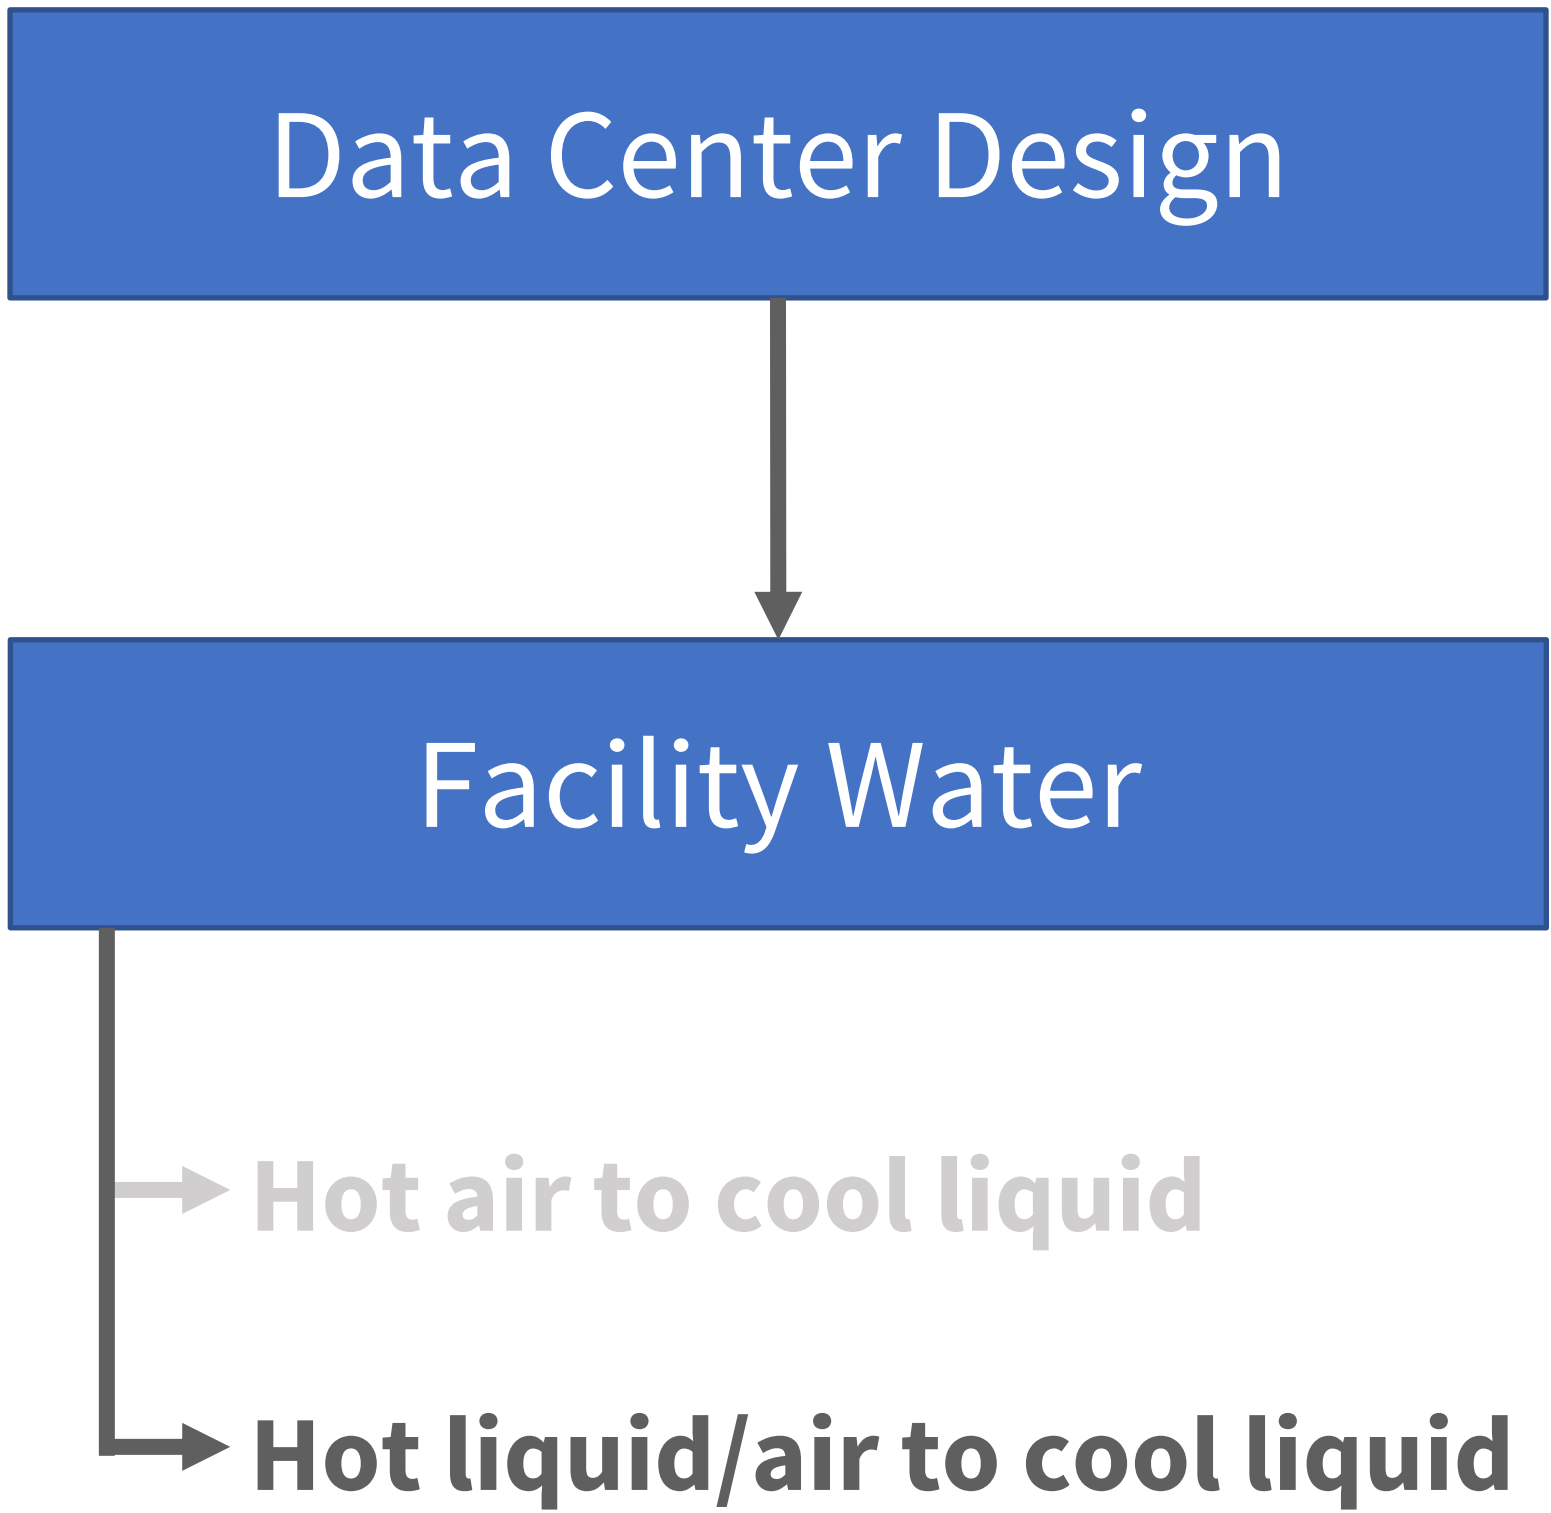 Data Center Design
Facility Water
Hot air to cool liquid
Hot liquid/air to cool liquid